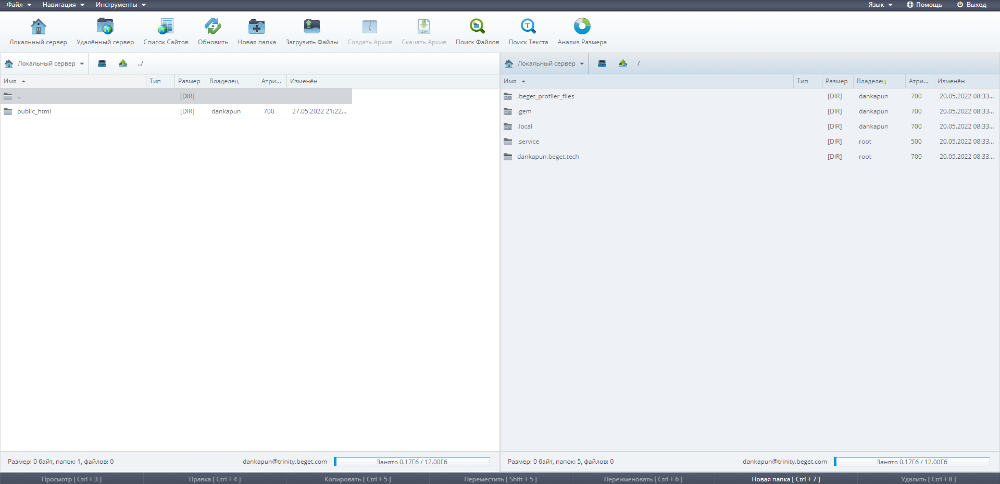 Файл Навигация Инструменты Язык Помощь Выход
Локальный сервер Удалённый сервер Список Сайтов Обновить Новая папка Загрузить Файлы Создать Архив Скачать Архив Поиск Файлов Поиск Текста Анализ Размера
Локальный сервер ../
Имя Тип Размер Владелец Атри... Изменён
.. [DIR]
public_html [DIR] dankapun 700 27.05.2022 21:22...
Размер: 0 байт, папок: 1, файлов: 0 dankapun@trinity.beget.com Занято 0.17Гб / 12.00Гб
Локальный сервер /
Имя Тип Размер Владелец Атри... Изменён
.beget_profiler_files [DIR] dankapun 700 20.05.2022 08:33...
.gem [DIR] dankapun 700 20.05.2022 08:33...
.local [DIR] dankapun 700 20.05.2022 08:33...
.service [DIR] root 500 20.05.2022 08:33...
dankapun.beget.tech [DIR] root 700 20.05.2022 08:33...
Размер: 0 байт, папок: 5, файлов: 0 dankapun@trinity.beget.com Занято 0.17Гб / 12.00Гб
Просмотр [ Ctrl + 3 ] Правка [ Ctrl + 4 ] Копировать [ Ctrl + 5 ] Переместить [ Shift + 5 ] Переименовать [ Ctrl + 6 ] Новая папка [ Ctrl + 7 ] Удалить [ Ctrl + 8 ]